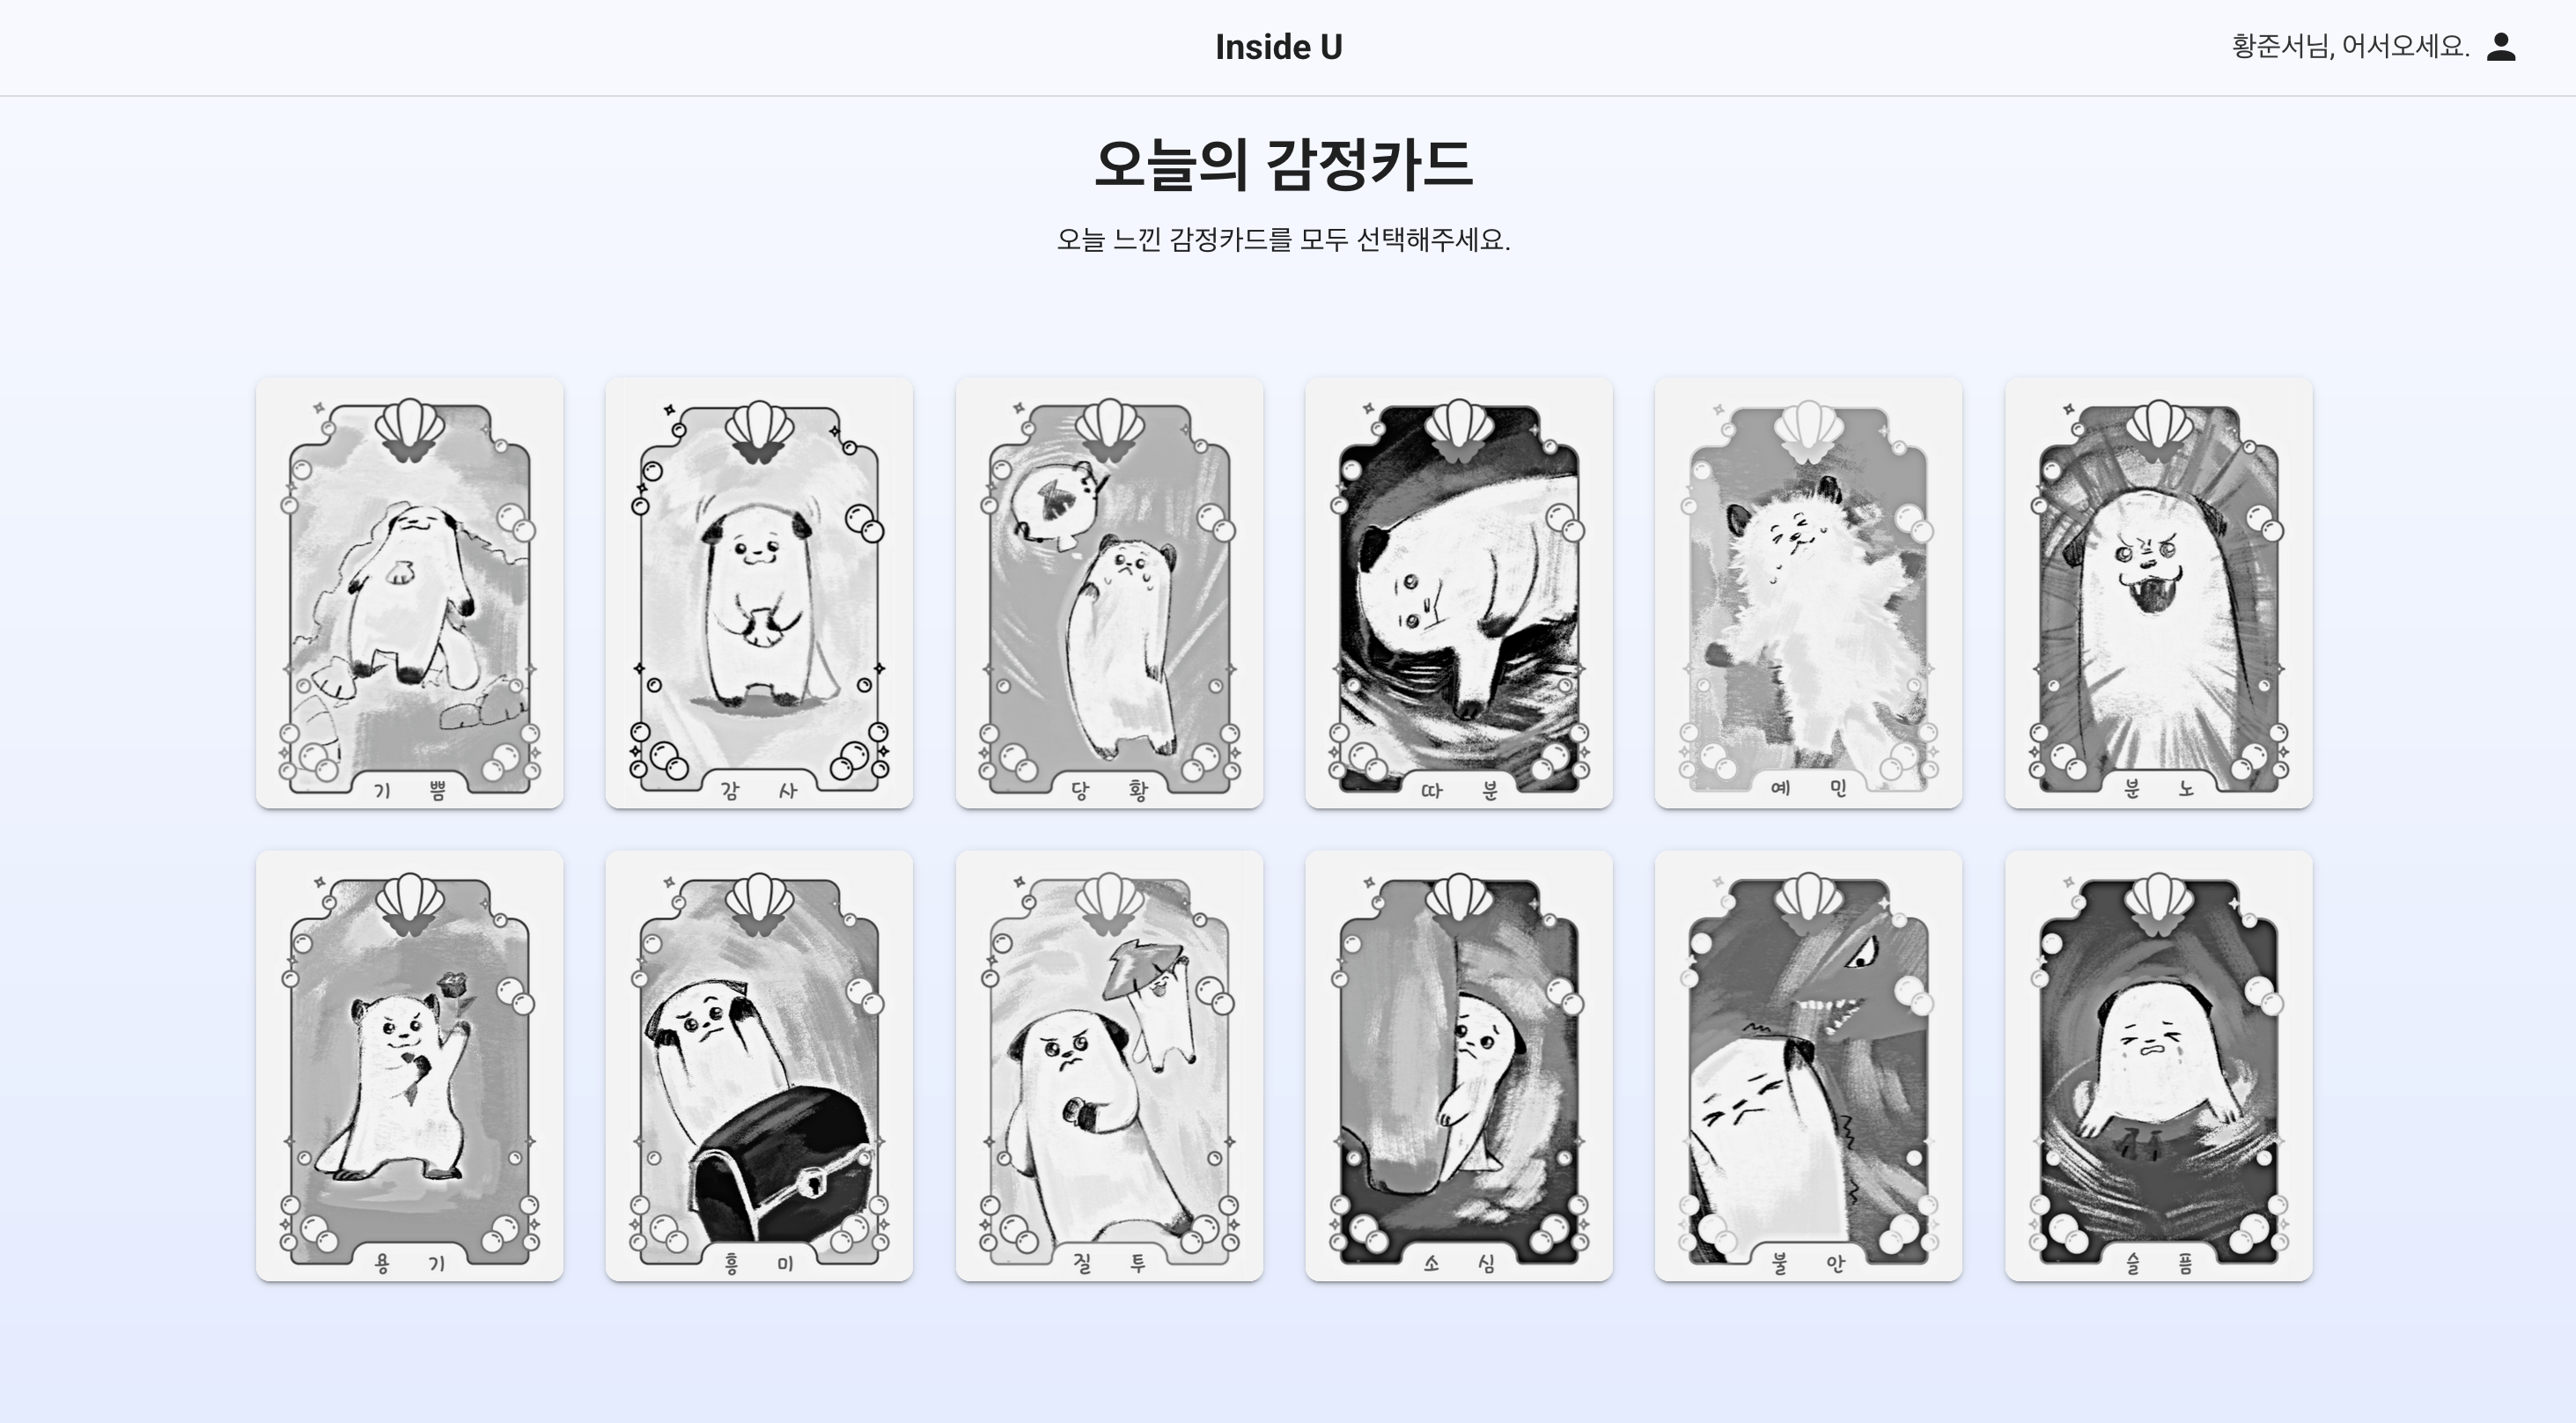 Inside U
황준서님, 어서오세요.
오늘의 감정카드
오늘 느낀 감정카드를 모두 선택해주세요.
기 쁨
감 사
당 황
따 분
예 민
분 노
용 기
흥 미
질 투
소 심
불 안
슬 픔